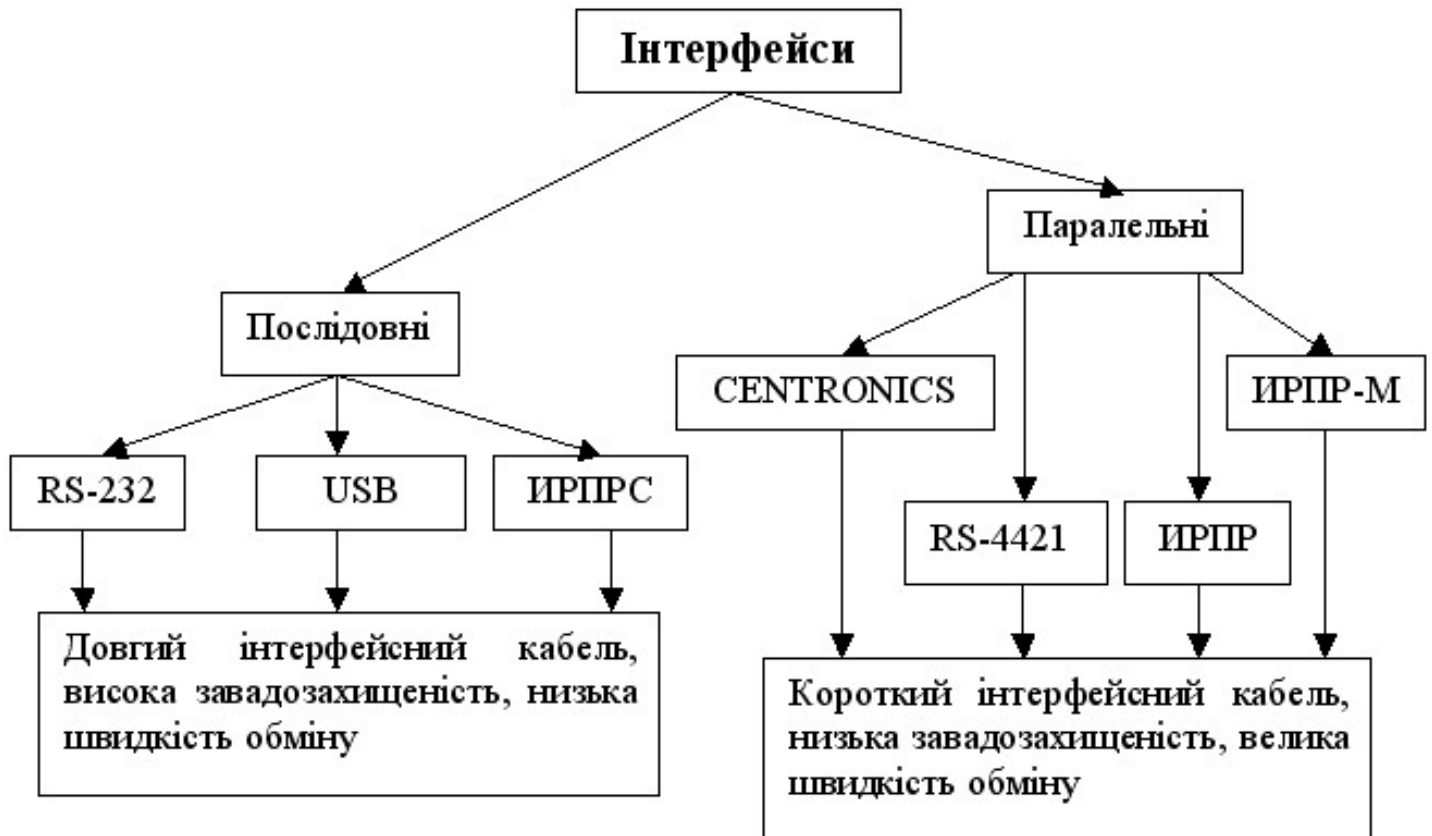 Інтерфейси
Паралельні
Послідовні
CENTRONICS
ИРПР-М
RS-232
USB
ИРПРС
RS-4421
ИРПР
Довгий інтерфейсний кабель,
висока завадозахищеність, низька
швидкість обміну
Короткий інтерфейсний кабель,
низька завадозахищеність, велика
швидкість обміну